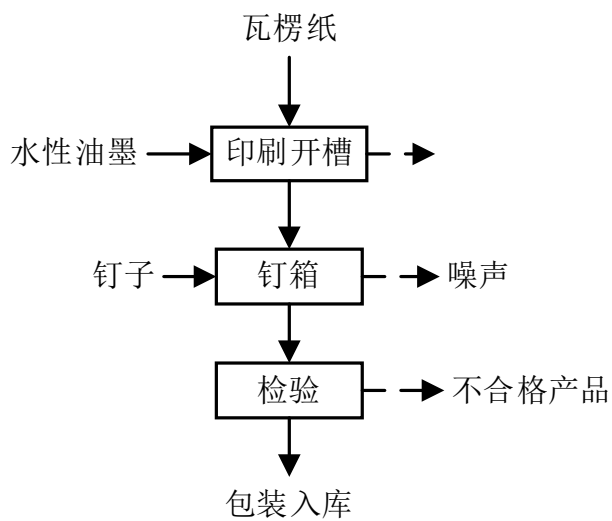 瓦楞纸
水性油墨
印刷开槽
钉子
钉箱
噪声
检验
不合格产品
包装入库